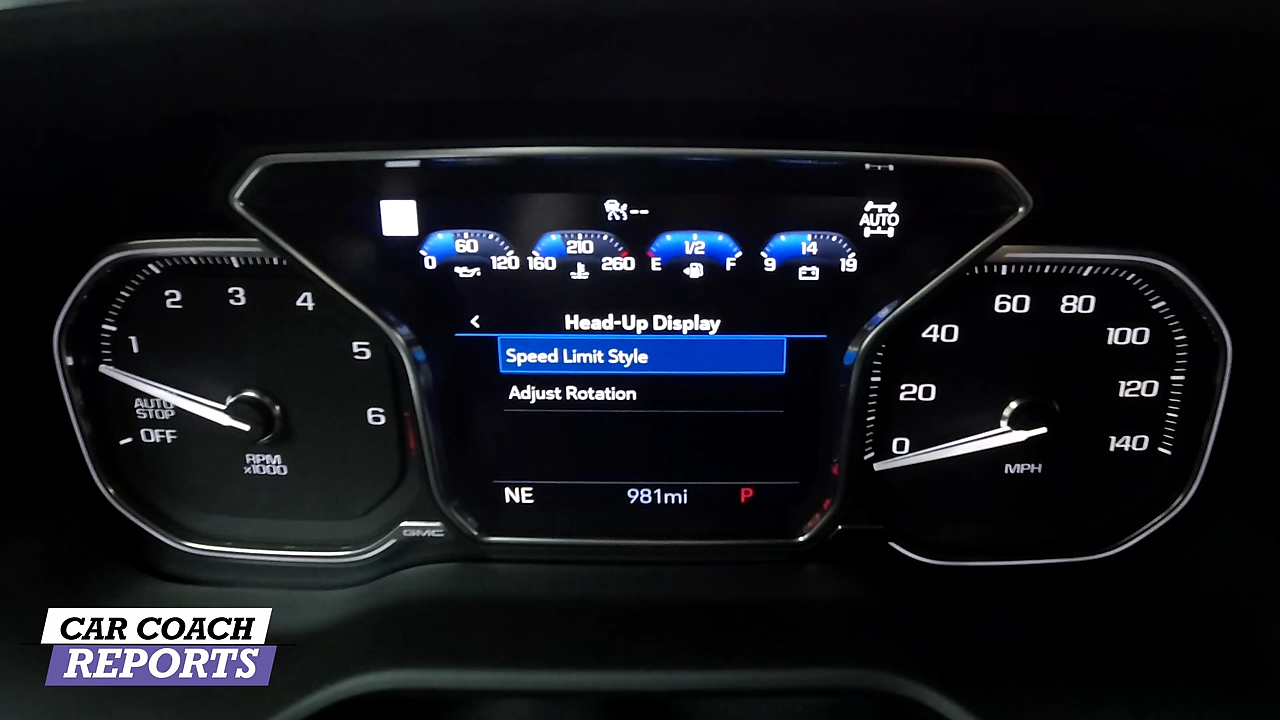 --
AUTO
60
0
120
210
160
260
1/2
E
F
14
9
19
1
2
3
4
5
6
AUTO
STOP
OFF
RPM
x1000
<
Head-Up Display
Speed Limit Style
Adjust Rotation
NE
981mi
P
0
20
40
60
80
100
120
140
MPH
GMC
CAR COACH
REPORTS